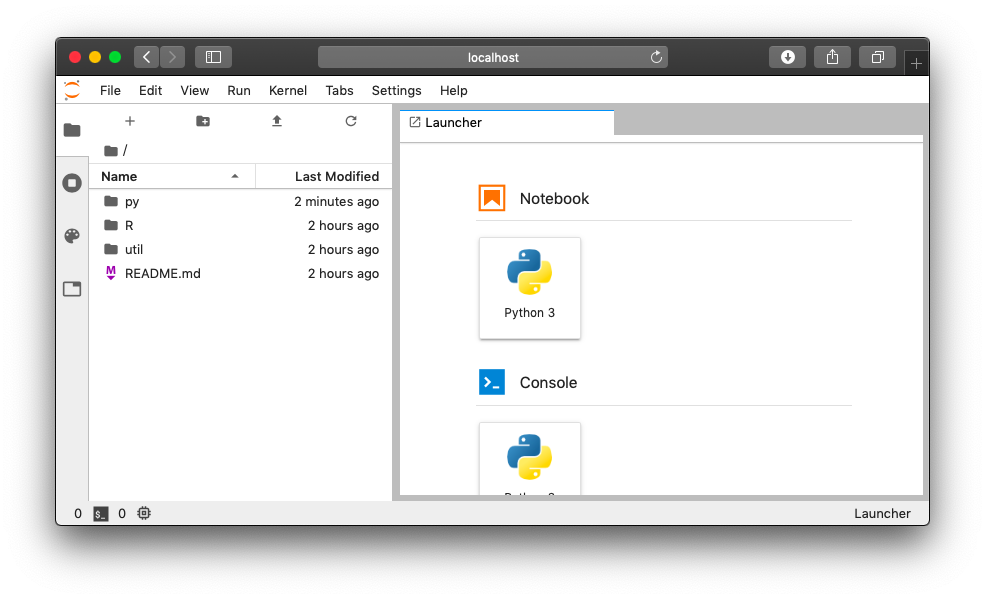 localhost
File Edit View Run Kernel Tabs Settings Help
/
Name Last Modified
py 2 minutes ago
R 2 hours ago
util 2 hours ago
M README.md 2 hours ago
Launcher
Notebook
Python 3
Console
0 $_ 0 Launcher